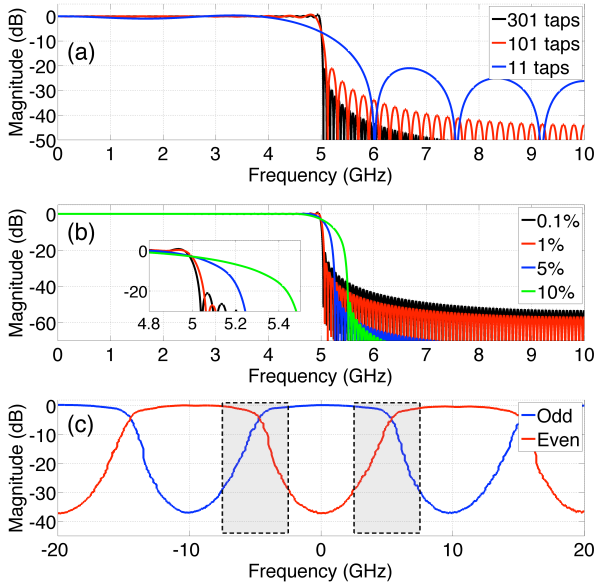 0
-10
-20
-30
-40
-50
Magnitude (dB)
(a)
301 taps
101 taps
11 taps
0 1 2 3 4 5 6 7 8 9 10
Frequency (GHz)
0
-20
-40
-60
Magnitude (dB)
(b)
0.1%
1%
5%
10%
0
-20
4.8 5 5.2 5.4
0 1 2 3 4 5 6 7 8 9 10
Frequency (GHz)
0
-10
-20
-30
-40
Magnitude (dB)
(c)
Odd
Even
-20 -10 0 10 20
Frequency (GHz)